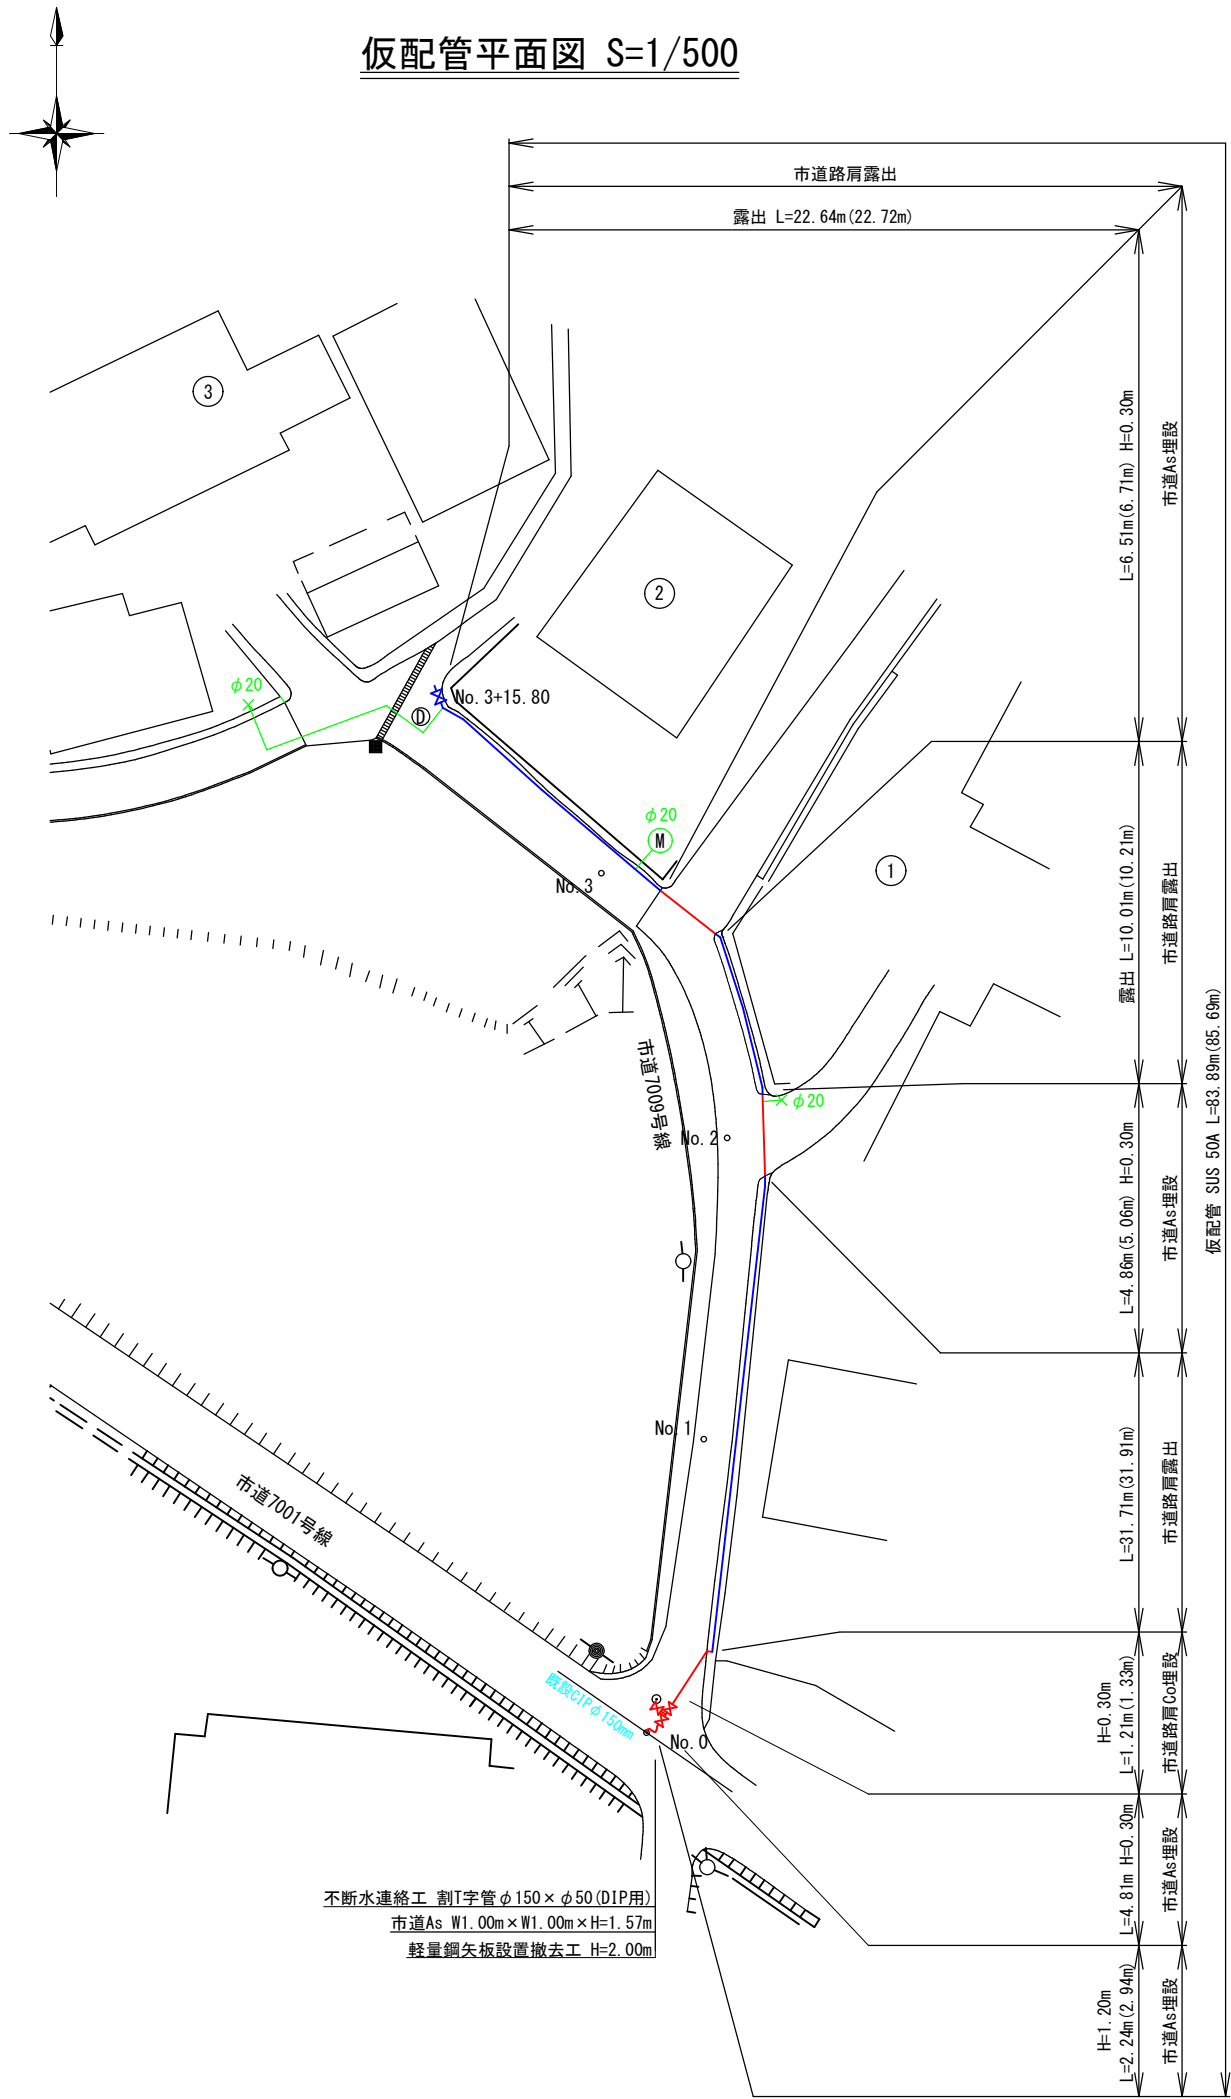 仮配管平面図 S=1/500
市道路肩露出
露出 L=22.64m(22.72m)
L=6.51m(6.71m) H=0.30m
市道As埋設
③
②
φ20
No.3+15.80
D
φ20
M
No.3
①
露出 L=10.01m(10.21m)
市道路肩露出
仮配管 SUS 50A L=83.89m(85.69m)
市道7009号線
φ20
No.2
L=4.86m(5.06m) H=0.30m
市道As埋設
No.1
L=31.71m(31.91m)
市道路肩露出
市道7001号線
既設CIPφ150mm
No.0
H=0.30m
L=1.21m(1.33m)
市道路肩Co埋設
L=4.81m H=0.30m
市道As埋設
不断水連絡工 割T字管φ150×φ50(DIP用)
市道As W1.00m×W1.00m×H=1.57m
軽量鋼矢板設置撤去工 H=2.00m
H=1.20m
L=2.24m(2.94m)
市道As埋設